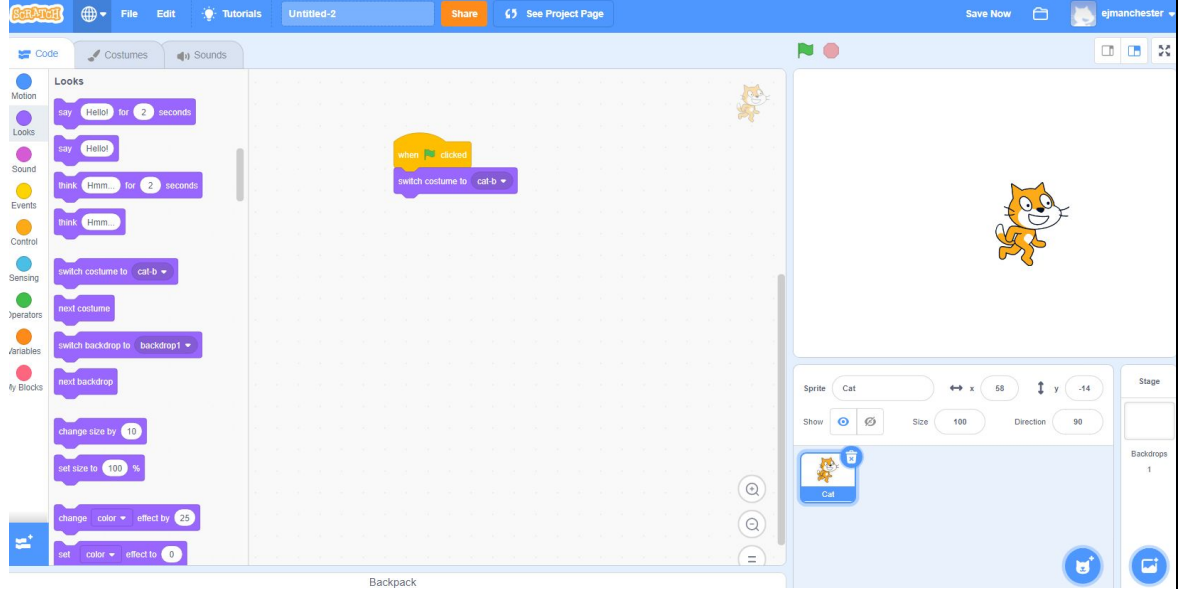 SCRATCH File Edit Tutorials Untitled-2 Share See Project Page Save Now ejmanchester
Code Costumes Sounds
Motion
Looks
Sound
Events
Control
Sensing
Operators
Variables
My Blocks
Looks
say Hello! for 2 seconds
say Hello!
think Hmm... for 2 seconds
think Hmm...
switch costume to cat-b
next costume
switch backdrop to backdrop1
next backdrop
change size by 10
set size to 100 %
change color effect by 25
set color effect to 0
when clicked
switch costume to cat-b
Backpack
Sprite Cat x 58 y -14
Show Size 100 Direction 90
Cat
Stage
Backdrops
1